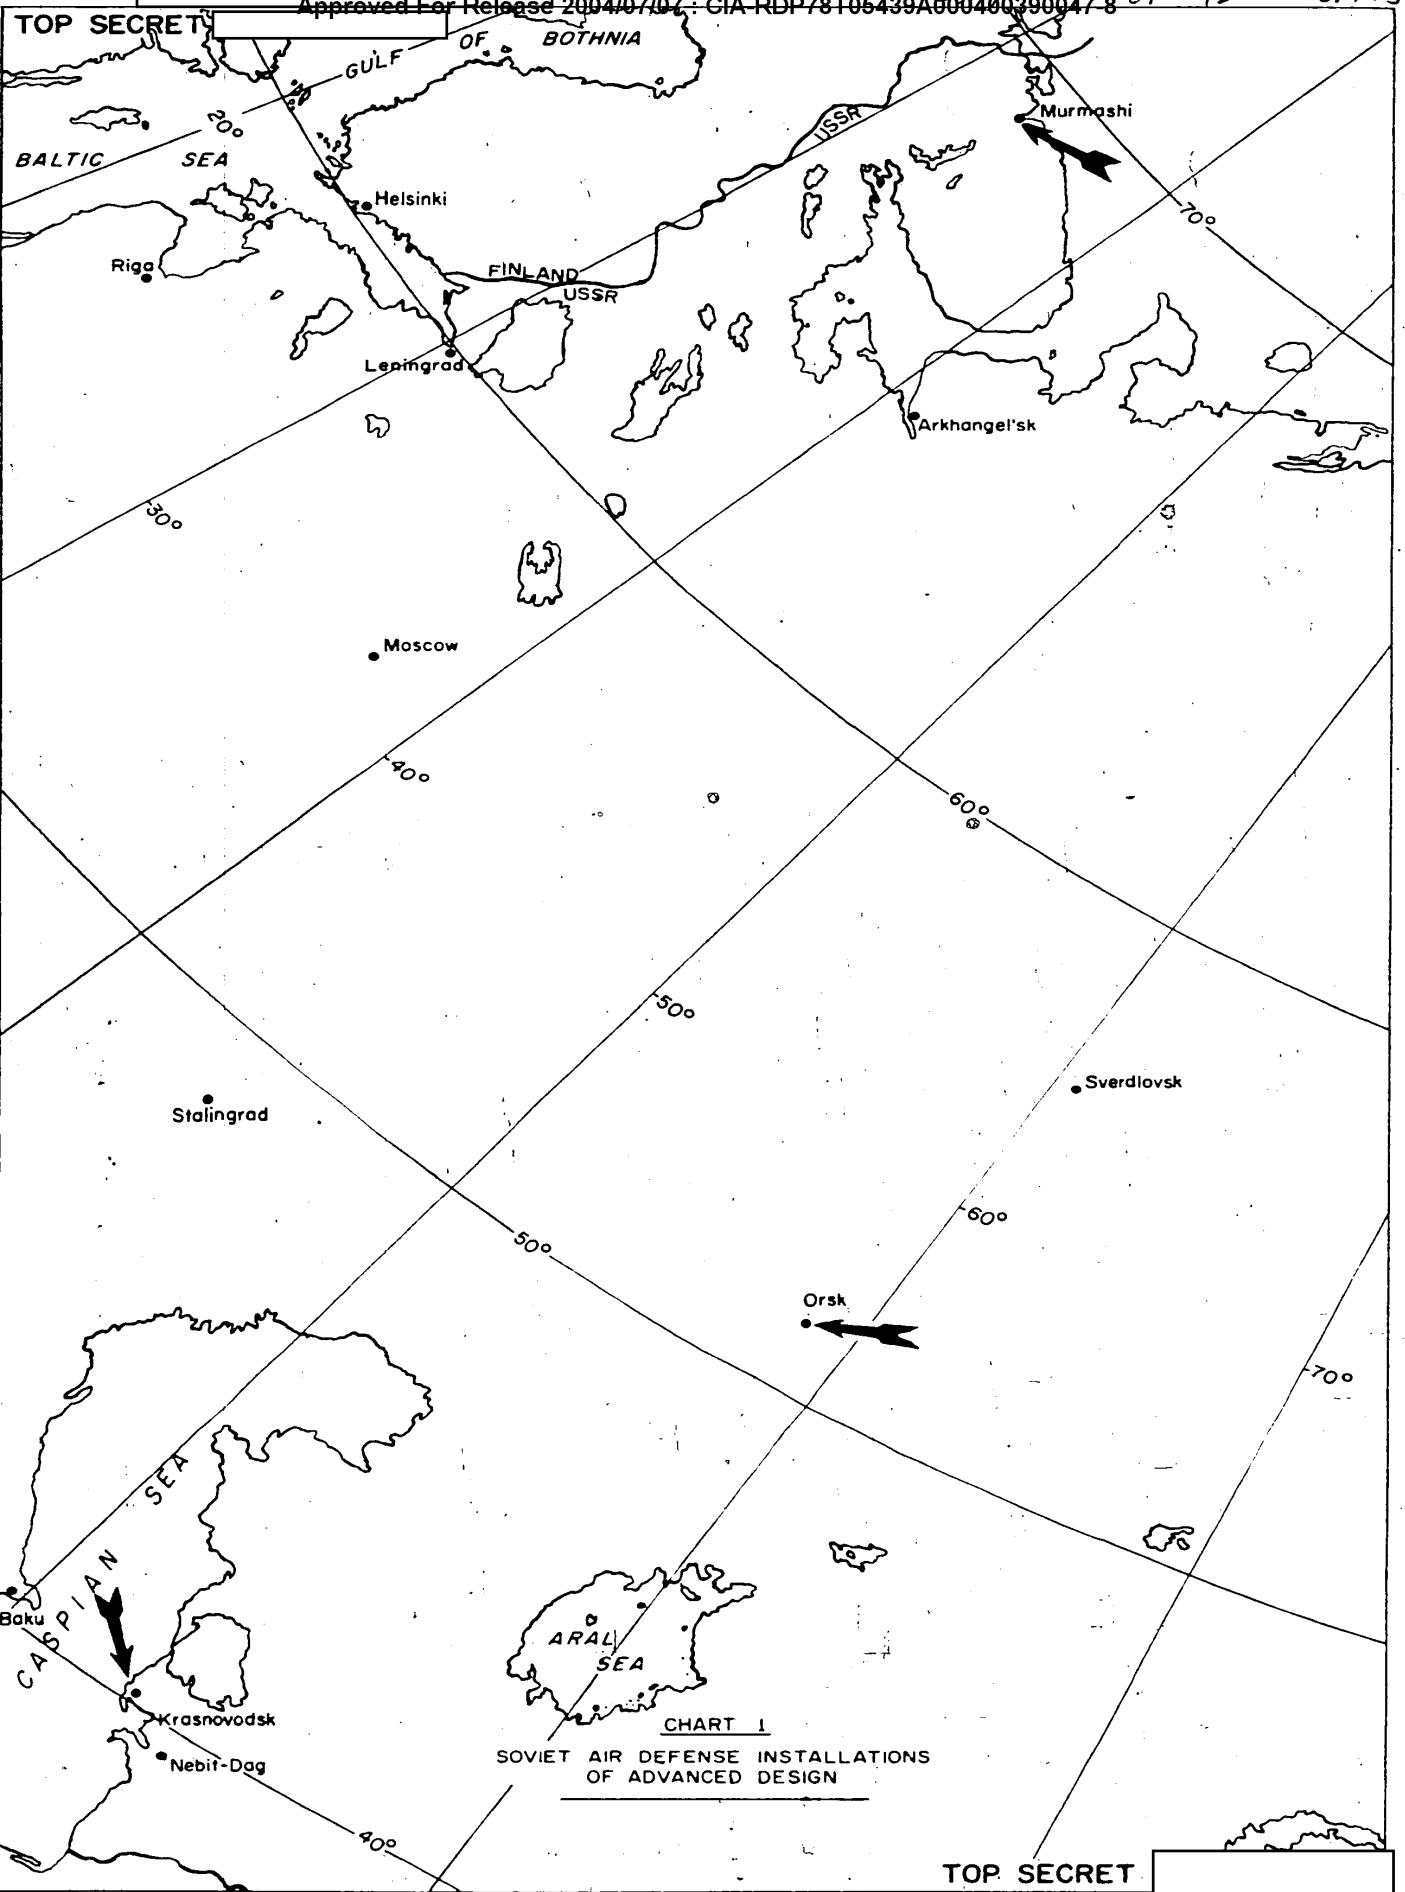 Approved For Release 2004/07/07 : CIA-RDP78T05439A000400390047-8
TOP SECRET
GULF OF BOTHNIA
Murmashi
20°
USSR
BALTIC SEA
Helsinki
70°
Riga
FINLAND
USSR
Leningrad
Arkhangel'sk
30°
Moscow
40°
60°
50°
Sverdlovsk
Stalingrad
60°
50°
Orsk
70°
CASPIAN SEA
Baku
ARAL
SEA
Krasnovodsk
CHART 1
Nebit-Dag
SOVIET AIR DEFENSE INSTALLATIONS
OF ADVANCED DESIGN
40°
TOP SECRET